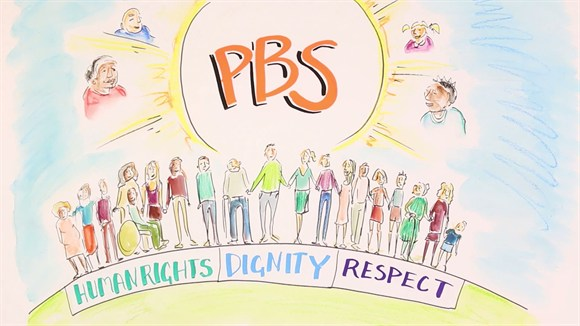 PBS
HUMAN RIGHTS DIGNITY RESPECT